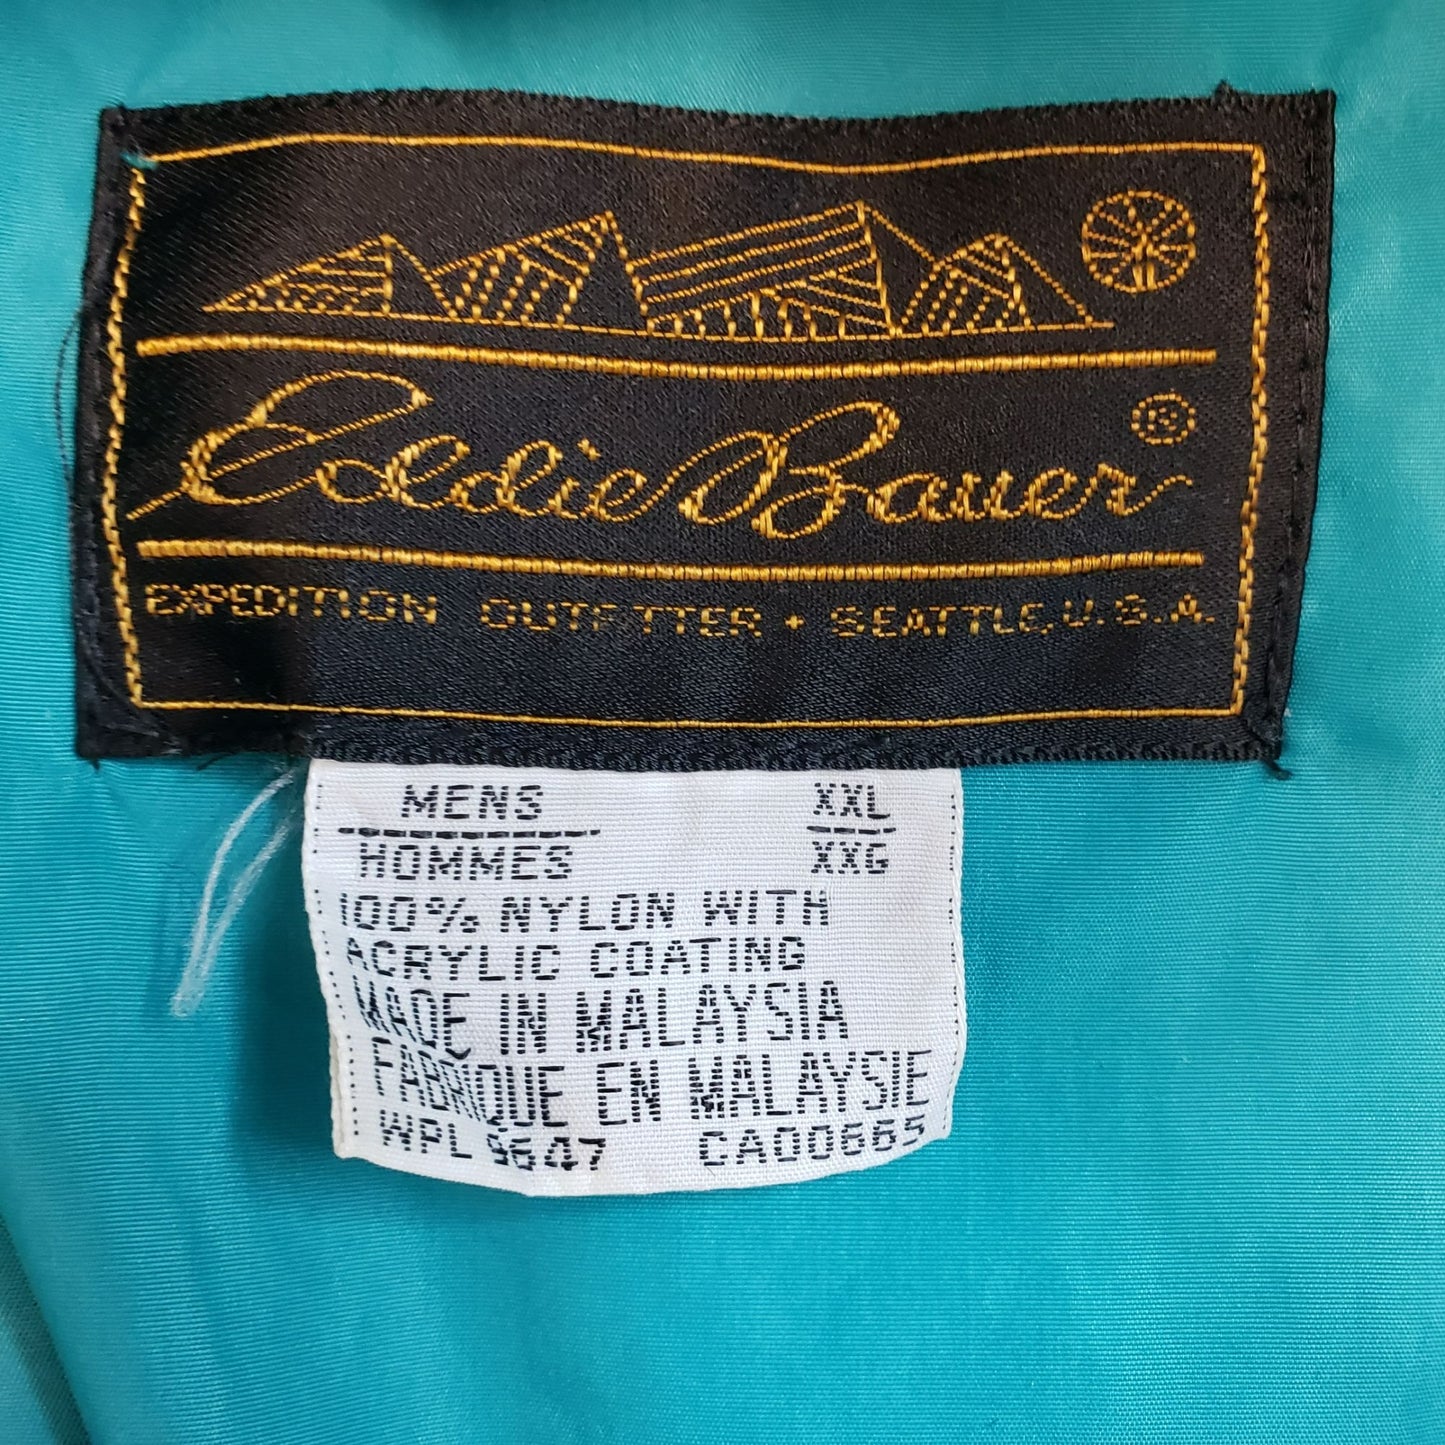 Eddie Bauer ®
EXPEDITION OUTFITTER • SEATTLE, U.S.A.
MENS XXL
HOMMES XXG
100% NYLON WITH
ACRYLIC COATING
MADE IN MALAYSIA
FABRIQUE EN MALAYSIE
WPL CA00665